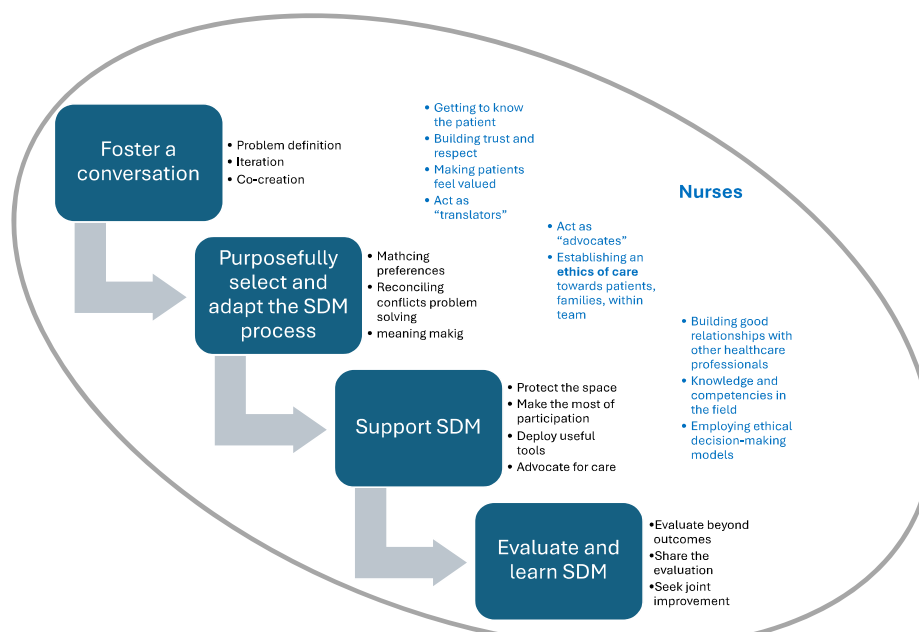 Foster a
conversation
• Problem definition
• Iteration
• Co-creation
• Getting to know
the patient
• Building trust and
respect
• Making patients
feel valued
• Act as
“translators”
Nurses
Purposefully
select and
adapt the SDM
process
• Mathcing
preferences
• Reconciling
conflicts problem
solving
• meaning makig
• Act as
“advocates”
• Establishing an
ethics of care
towards patients,
families, within
team
• Building good
relationships with
other healthcare
professionals
• Knowledge and
competencies in
the field
• Employing ethical
decision-making
models
Support SDM
• Protect the space
• Make the most of
participation
• Deploy useful
tools
• Advocate for care
Evaluate and
learn SDM
•Evaluate beyond
outcomes
•Share the
evaluation
•Seek joint
improvement